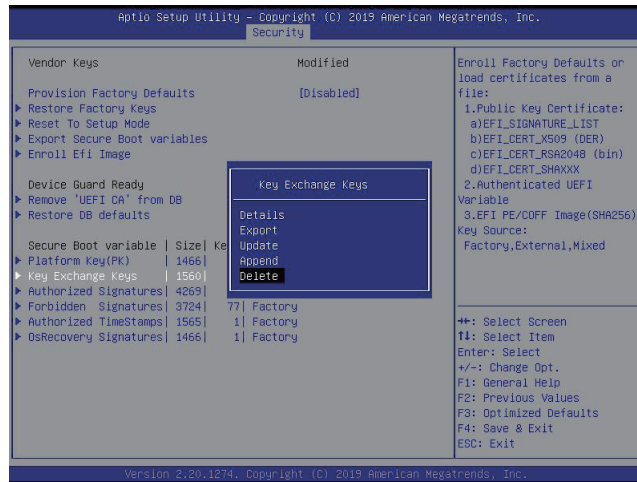 Aptio Setup Utility – Copyright (C) 2019 American Megatrends, Inc.
Security
Vendor Keys Modified
Provision Factory Defaults [Disabled]
Restore Factory Keys
Reset To Setup Mode
Export Secure Boot variables
Enroll Efi Image
Device Guard Ready
Remove 'UEFI CA' from DB
Restore DB defaults
Secure Boot variable | Size| Ke
Platform Key(PK) | 1466|
Key Exchange Keys | 1560|
Authorized Signatures| 4269|
Forbidden Signatures| 3724| 77| Factory
Authorized TimeStamps| 1565| 1| Factory
OsRecovery Signatures| 1466| 1| Factory
Key Exchange Keys
Details
Export
Update
Append
Delete
Enroll Factory Defaults or
load certificates from a
file:
1.Public Key Certificate:
a)EFI_SIGNATURE_LIST
b)EFI_CERT_X509 (DER)
c)EFI_CERT_RSA2048 (bin)
d)EFI_CERT_SHAXXX
2.Authenticated UEFI
Variable
3.EFI PE/COFF Image(SHA256)
Key Source:
Factory,External,Mixed
→←: Select Screen
↑↓: Select Item
Enter: Select
+/-: Change Opt.
F1: General Help
F2: Previous Values
F3: Optimized Defaults
F4: Save & Exit
ESC: Exit
Version 2.20.1274. Copyright (C) 2019 American Megatrends, Inc.